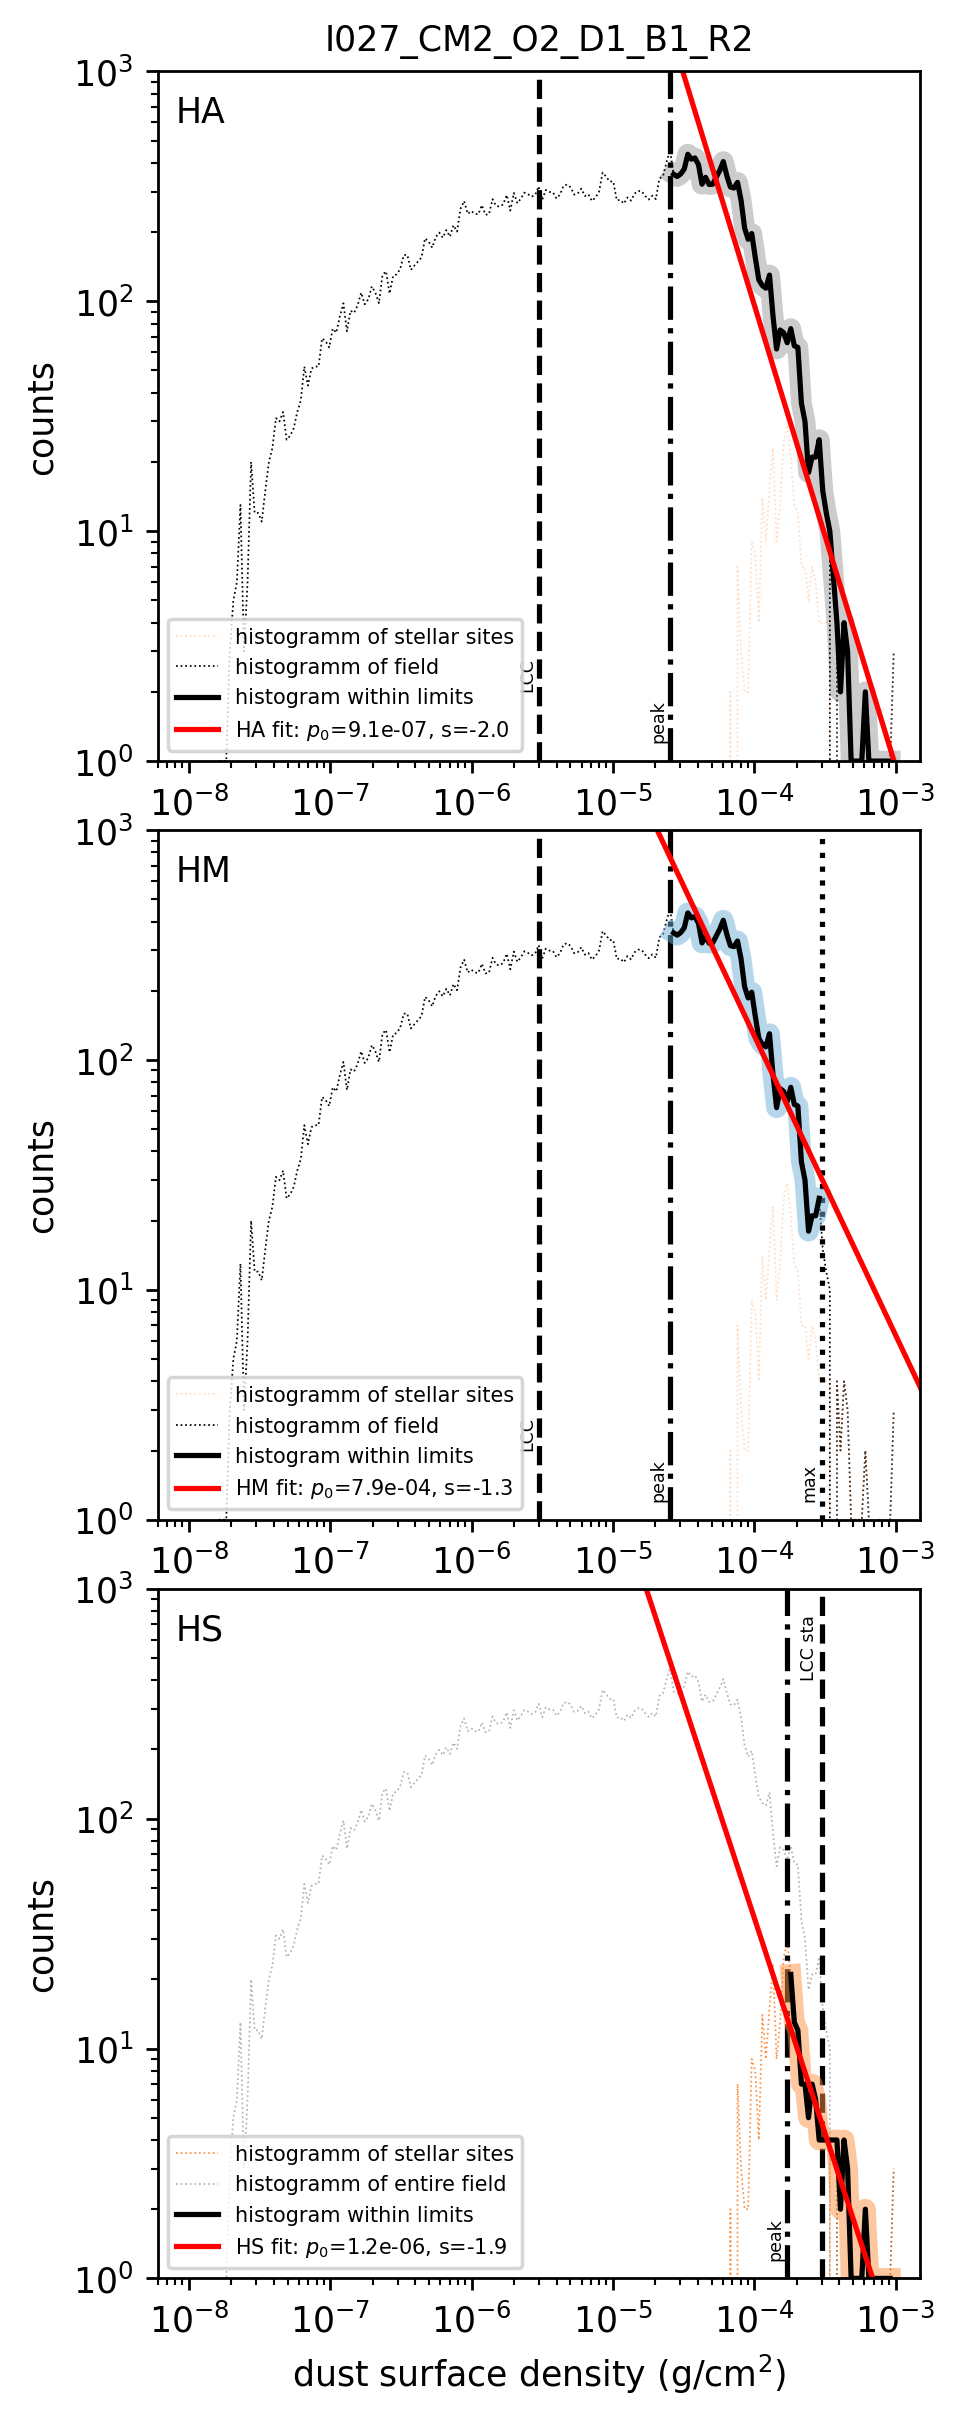 I027_CM2_O2_D1_B1_R2
10³
HA
10²
counts
10¹
histogramm of stellar sites
histogramm of field
histogram within limits
HA fit: p₀=9.1e-07, s=-2.0
LCC
peak
10⁰
10⁻⁸ 10⁻⁷ 10⁻⁶ 10⁻⁵ 10⁻⁴ 10⁻³
10³
HM
10²
counts
10¹
histogramm of stellar sites
histogramm of field
histogram within limits
HM fit: p₀=7.9e-04, s=-1.3
LCC
peak
max
10⁰
10⁻⁸ 10⁻⁷ 10⁻⁶ 10⁻⁵ 10⁻⁴ 10⁻³
10³
HS
LCC sta
10²
counts
10¹
histogramm of stellar sites
histogramm of entire field
histogram within limits
HS fit: p₀=1.2e-06, s=-1.9
peak
10⁰
10⁻⁸ 10⁻⁷ 10⁻⁶ 10⁻⁵ 10⁻⁴ 10⁻³
dust surface density (g/cm²)